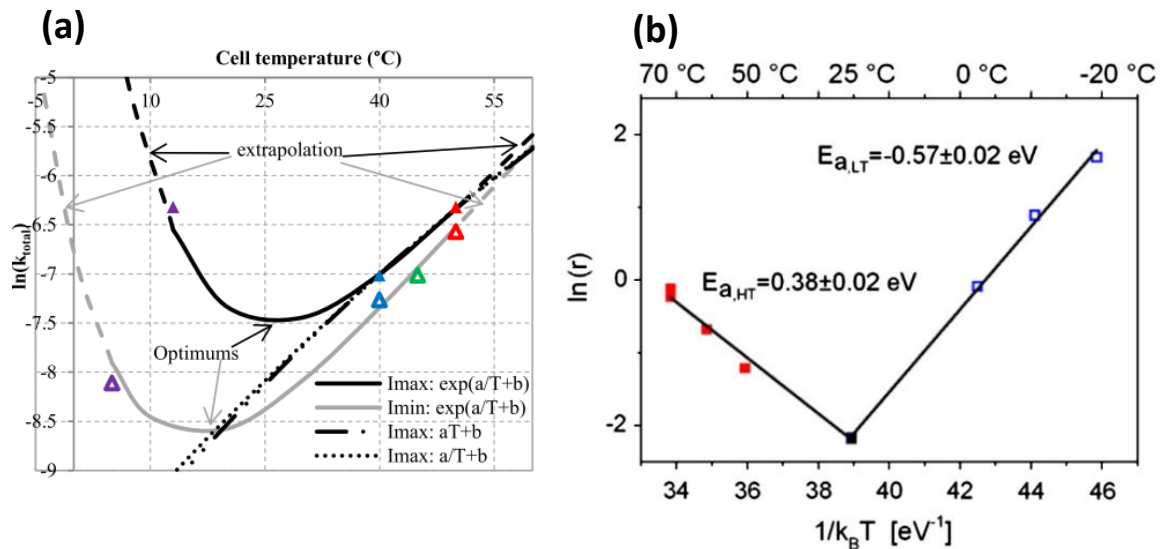 (a)
Cell temperature (°C)
-5
-5 10 25 40 55
-5.5
extrapolation
-6
-6.5
ln(k_total)
-7
-7.5
Optimums
-8
-8.5
-9
Imax: exp(a/T+b)
Imin: exp(a/T+b)
Imax: aT+b
Imax: a/T+b
(b)
70 °C 50 °C 25 °C 0 °C -20 °C
2
E_a,LT=-0.57±0.02 eV
ln(r)
0
E_a,HT=0.38±0.02 eV
-2
34 36 38 40 42 44 46
1/k_BT [eV⁻¹]